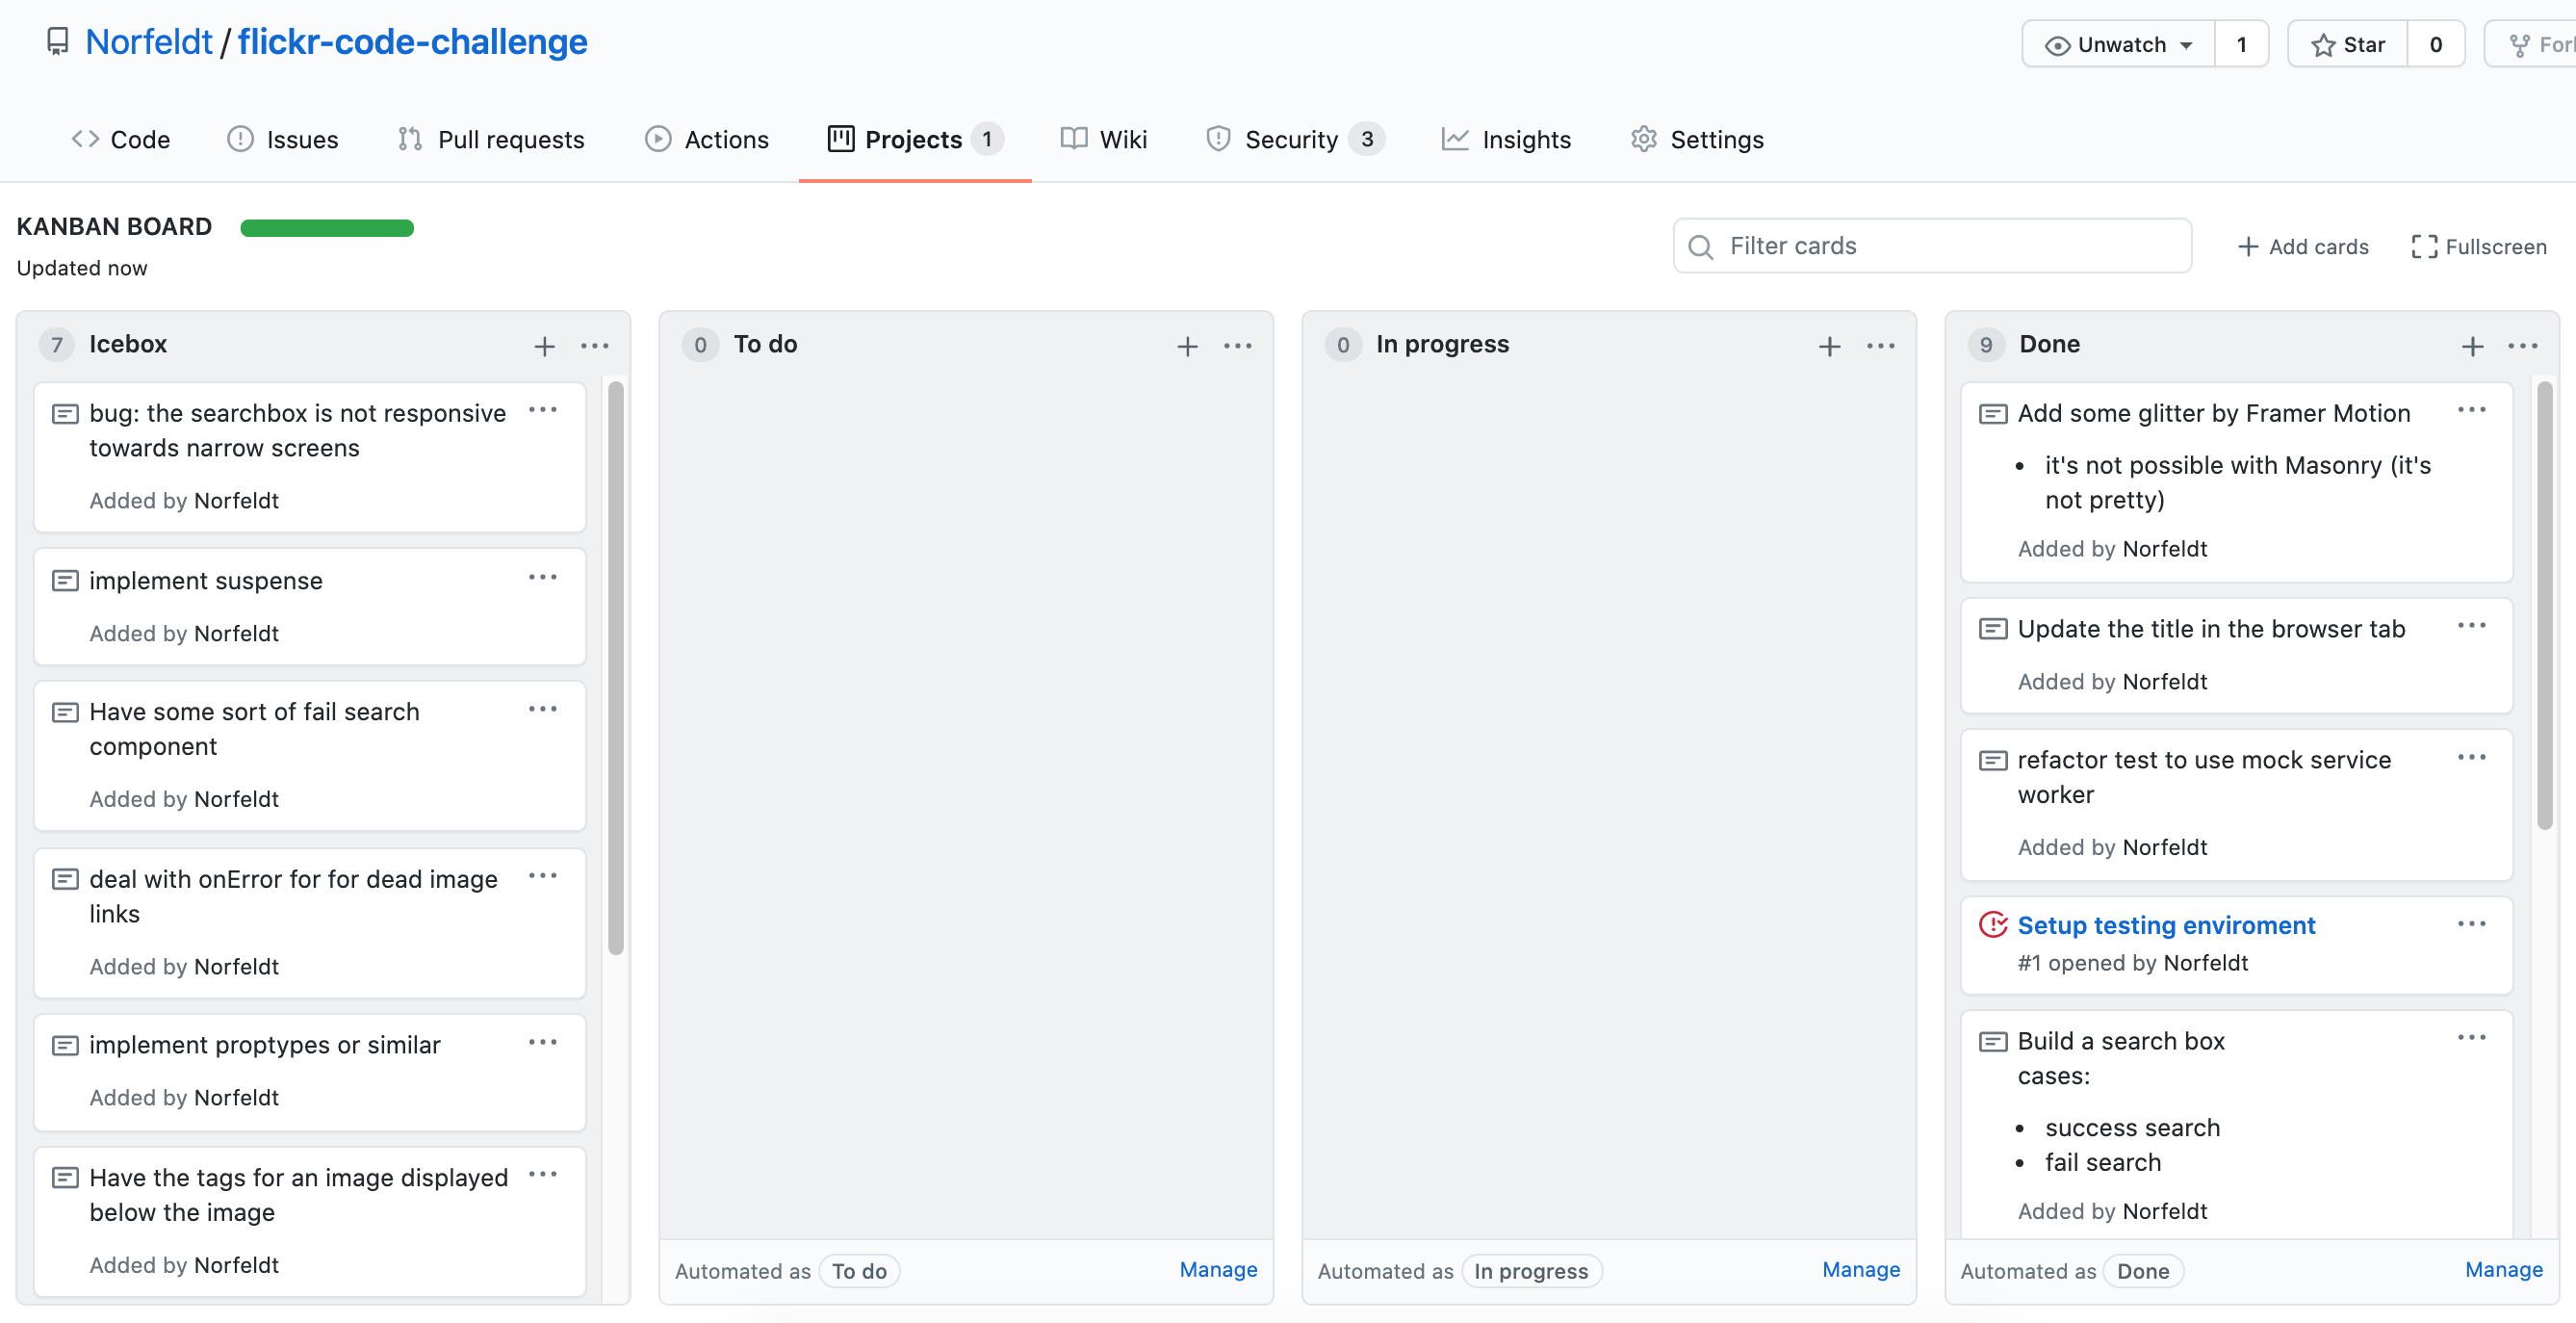 Norfeldt / flickr-code-challenge
Unwatch 1
Star 0
Code
Issues
Pull requests
Actions
Projects 1
Wiki
Security 3
Insights
Settings
KANBAN BOARD
Updated now
Filter cards
Add cards
Fullscreen
7 Icebox
bug: the searchbox is not responsive
towards narrow screens
Added by Norfeldt
implement suspense
Added by Norfeldt
Have some sort of fail search
component
Added by Norfeldt
deal with onError for for dead image
links
Added by Norfeldt
implement proptypes or similar
Added by Norfeldt
Have the tags for an image displayed
below the image
Added by Norfeldt
0 To do
Automated as To do
Manage
0 In progress
Automated as In progress
Manage
9 Done
Add some glitter by Framer Motion
• it's not possible with Masonry (it's
not pretty)
Added by Norfeldt
Update the title in the browser tab
Added by Norfeldt
refactor test to use mock service
worker
Added by Norfeldt
Setup testing enviroment
#1 opened by Norfeldt
Build a search box
cases:
• success search
• fail search
Added by Norfeldt
Automated as Done
Manage